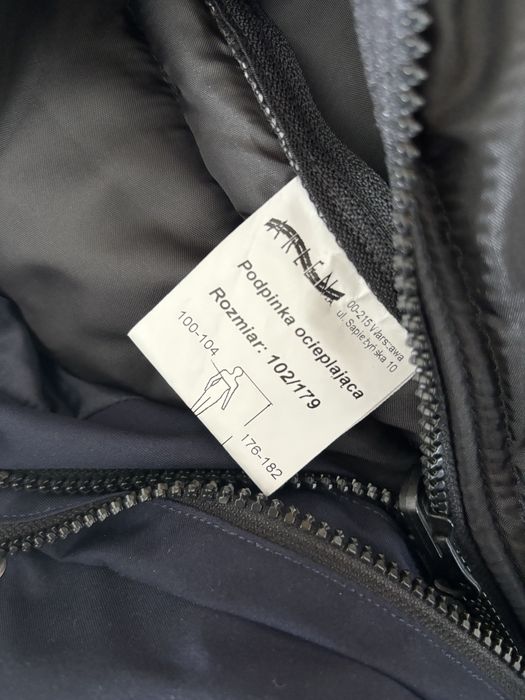 00-215 Warszawa
ul. Sapieżyńska 10
Podpinka ocieplająca
Rozmiar: 102/179
100-104
176-182